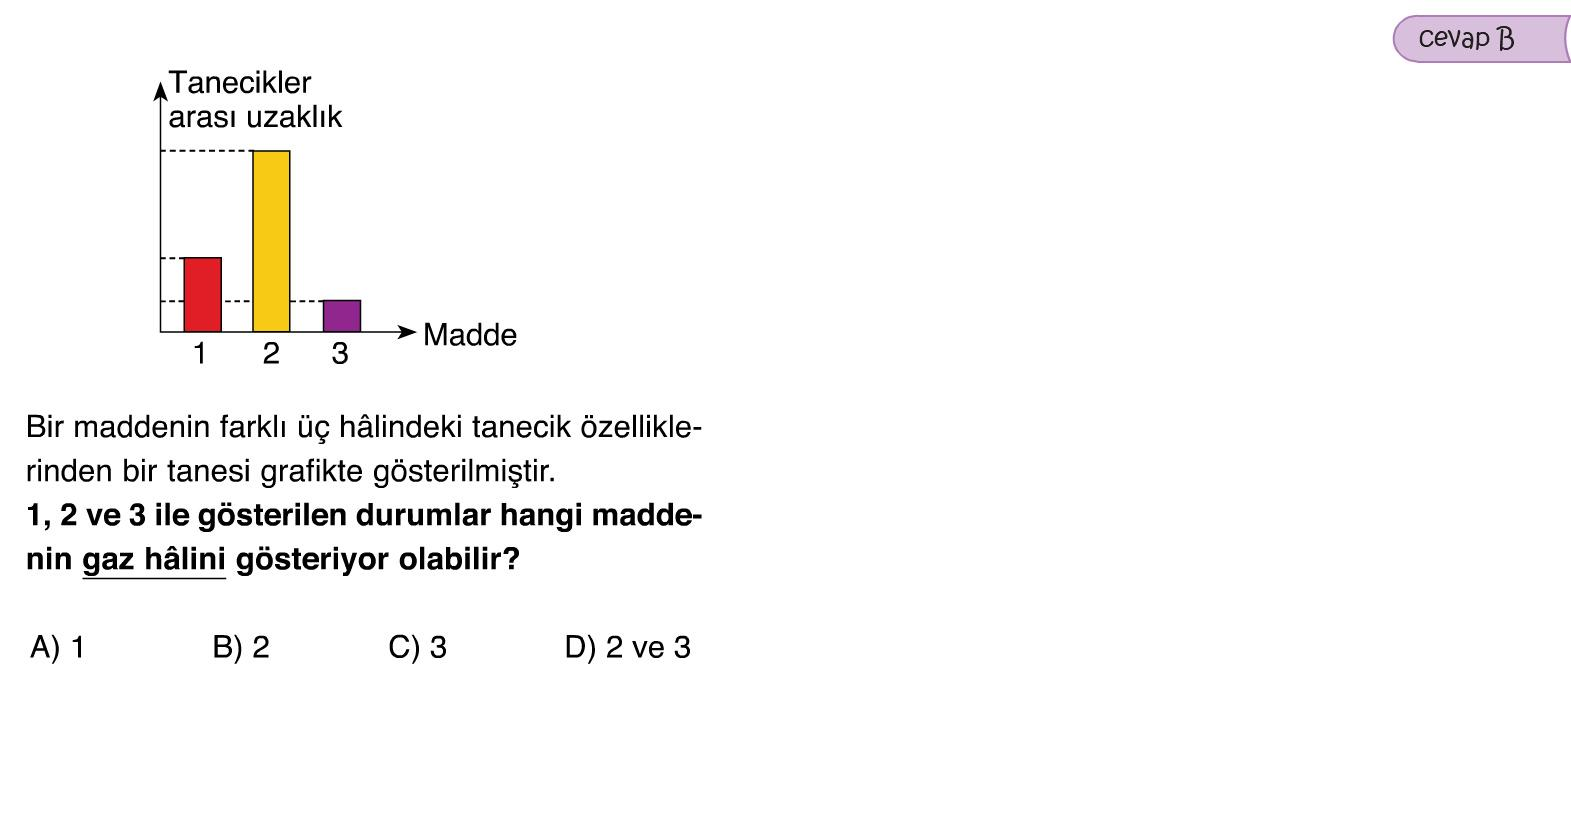 cevap B
Tanecikler
arası uzaklık
Madde
1 2 3
Bir maddenin farklı üç hâlindeki tanecik özellikle-
rinden bir tanesi grafikte gösterilmiştir.
1, 2 ve 3 ile gösterilen durumlar hangi madde-
nin gaz hâlini gösteriyor olabilir?
A) 1 B) 2 C) 3 D) 2 ve 3